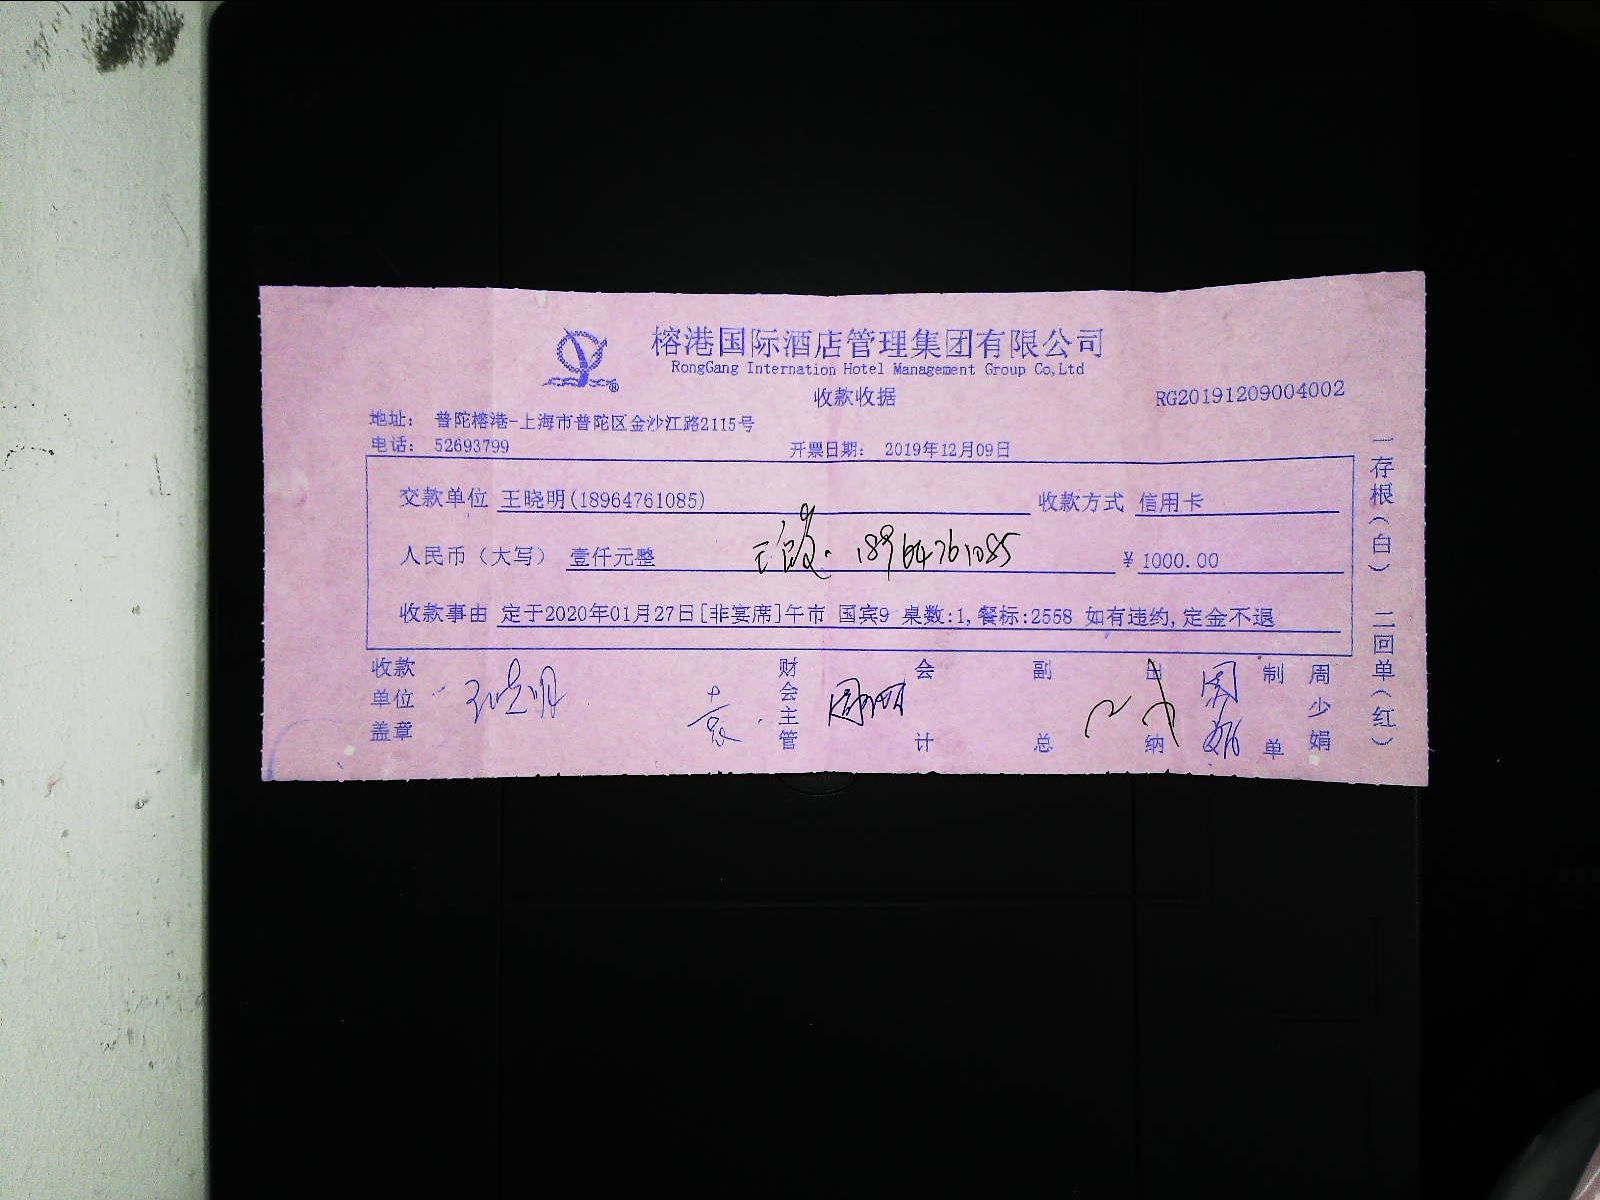 榕港国际酒店管理集团有限公司
RongGang Internation Hotel Management Group Co,Ltd
收款收据
RG20191209004002
地址： 普陀榕港-上海市普陀区金沙江路2115号
电话： 52693799 开票日期： 2019年12月09日
交款单位 王晓明(18964761085) 收款方式 信用卡
人民币（大写） 壹仟元整 18964761085 ¥ 1000.00
收款事由 定于2020年01月27日[非宴席]午市 国宾9 桌数:1,餐标:2558 如有违约,定金不退
收款单位盖章 财会主管 会计 副总 出纳 制单 周少娟
一存根（白） 二回单（红）